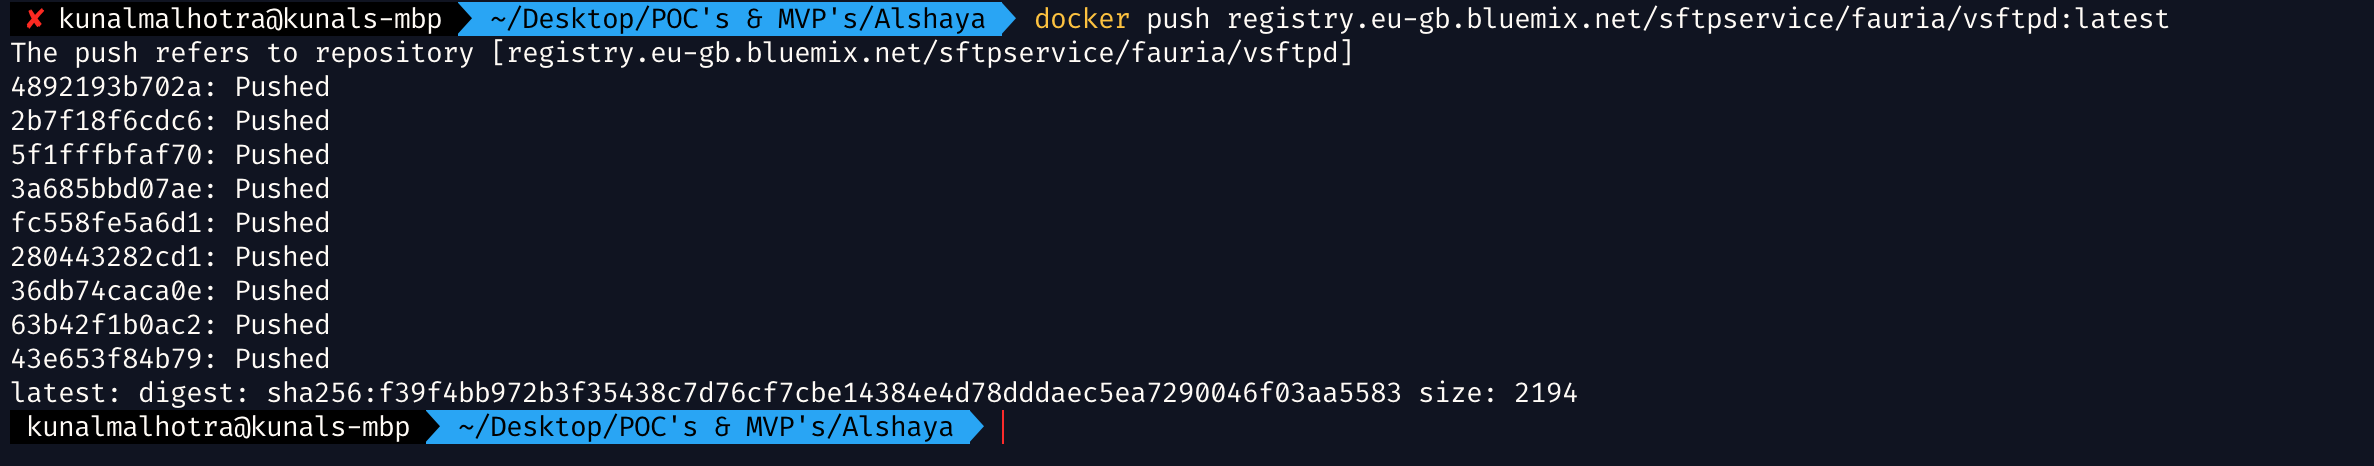 ✘ kunalmalhotra@kunals-mbp ~/Desktop/POC's & MVP's/Alshaya docker push registry.eu-gb.bluemix.net/sftpservice/fauria/vsftpd:latest
The push refers to repository [registry.eu-gb.bluemix.net/sftpservice/fauria/vsftpd]
4892193b702a: Pushed
2b7f18f6cdc6: Pushed
5f1fffbfaf70: Pushed
3a685bbd07ae: Pushed
fc558fe5a6d1: Pushed
280443282cd1: Pushed
36db74caca0e: Pushed
63b42f1b0ac2: Pushed
43e653f84b79: Pushed
latest: digest: sha256:f39f4bb972b3f35438c7d76cf7cbe14384e4d78dddaec5ea7290046f03aa5583 size: 2194
kunalmalhotra@kunals-mbp ~/Desktop/POC's & MVP's/Alshaya